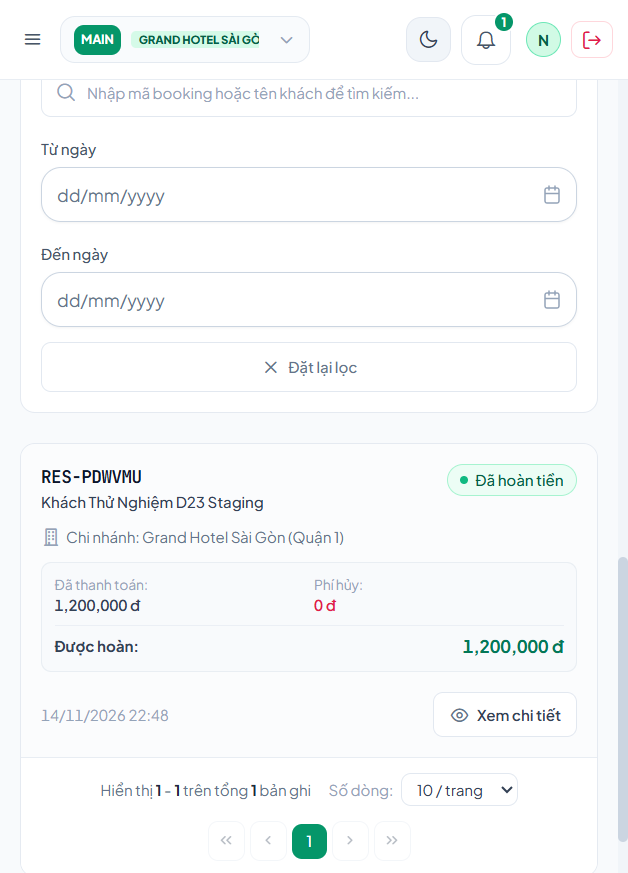 MAIN GRAND HOTEL SÀI GÒ
1
N
Nhập mã booking hoặc tên khách để tìm kiếm...
Từ ngày
dd/mm/yyyy
Đến ngày
dd/mm/yyyy
Đặt lại lọc
RES-PDWVMU
Đã hoàn tiền
Khách Thử Nghiệm D23 Staging
Chi nhánh: Grand Hotel Sài Gòn (Quận 1)
Đã thanh toán: Phí hủy:
1,200,000 đ 0 đ
Được hoàn: 1,200,000 đ
14/11/2026 22:48 Xem chi tiết
Hiển thị 1 - 1 trên tổng 1 bản ghi Số dòng: 10 / trang
« ‹ 1 › »